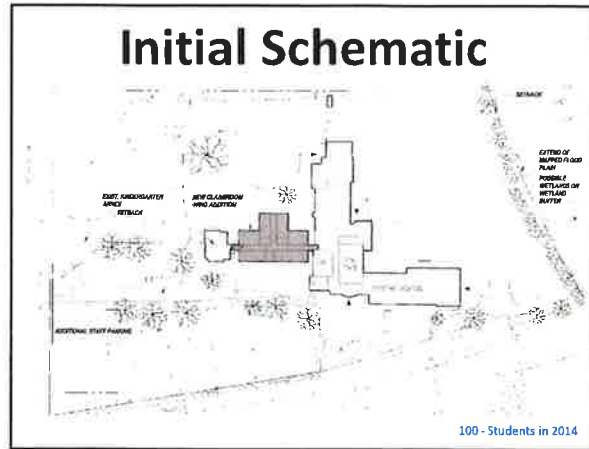 Initial Schematic
SETBACK
EXTEND OF
MAPPED FLOOD
PLAIN
POSSIBLE
WETLANDS OR
WETLAND
BUFFER
EXIST. KINDERGARTEN
ANNEX
SETBACK
NEW CLASSROOM
WING ADDITION
ADDITIONAL STAFF PARKING
100 - Students in 2014